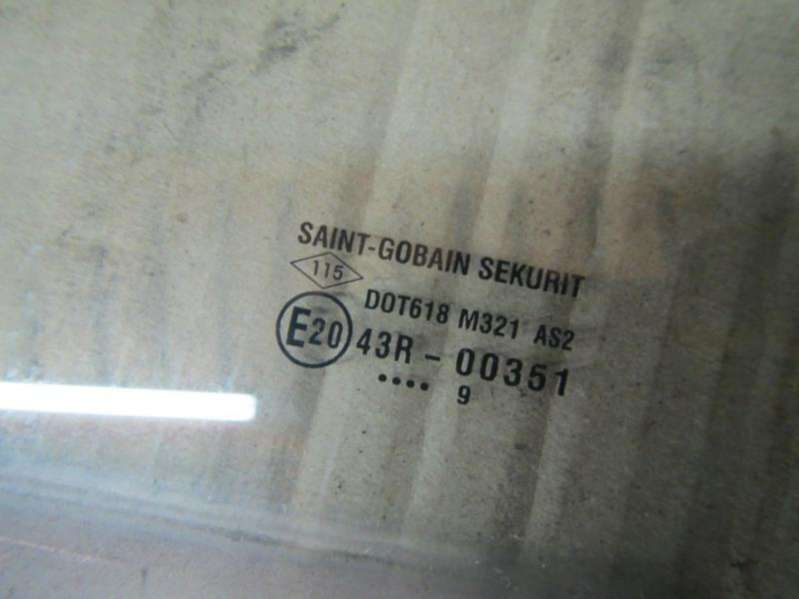 SAINT-GOBAIN SEKURIT
115
DOT618 M321 AS2
E20 43R - 00351
.... 9